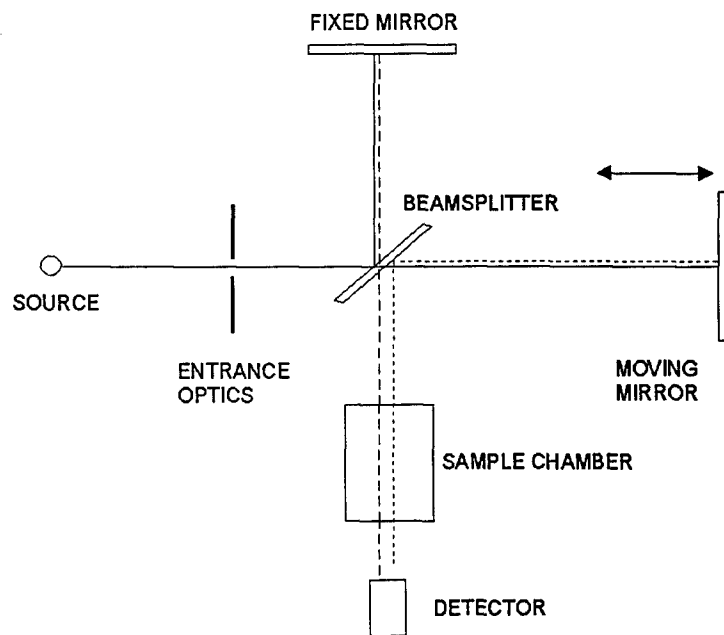 FIXED MIRROR
BEAMSPLITTER
SOURCE
ENTRANCE
OPTICS
MOVING
MIRROR
SAMPLE CHAMBER
DETECTOR